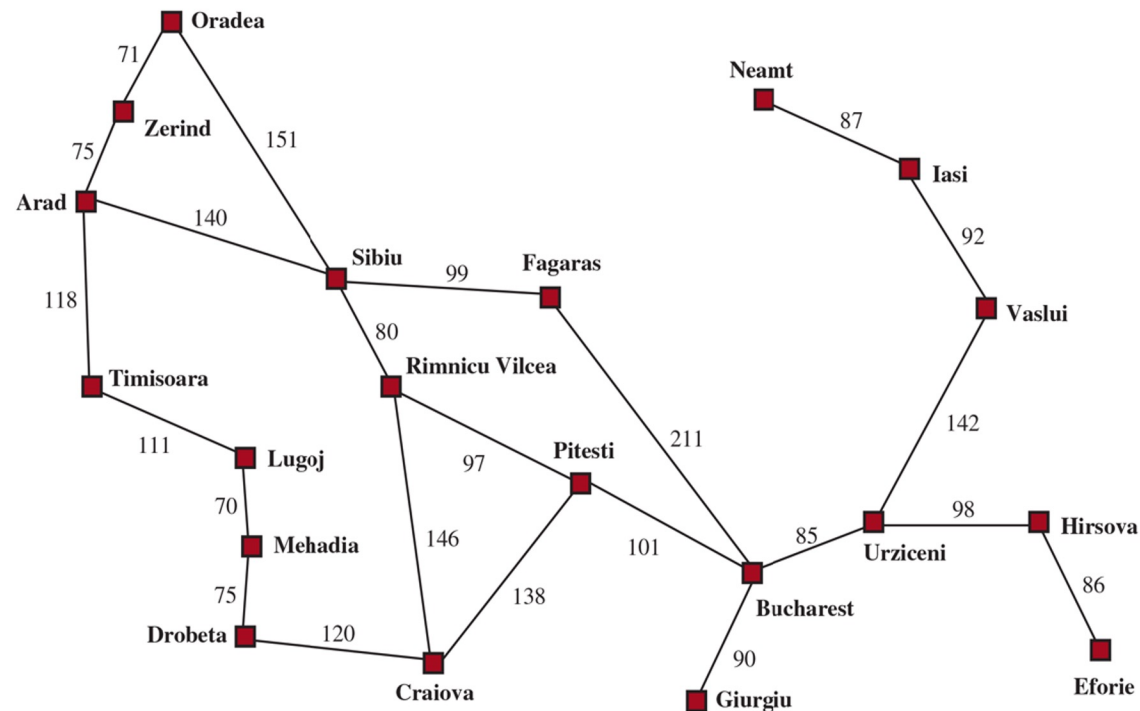 Oradea
71
Neamt
87
Zerind
151
75
Iasi
Arad
140
92
Sibiu
Fagaras
99
118
Vaslui
80
Rimnicu Vilcea
Timisoara
142
211
111
Lugoj
97
Pitesti
70
98
Hirsova
Mehadia
146
101
85
Urziceni
75
138
86
Bucharest
Drobeta
120
90
Craiova
Eforie
Giurgiu